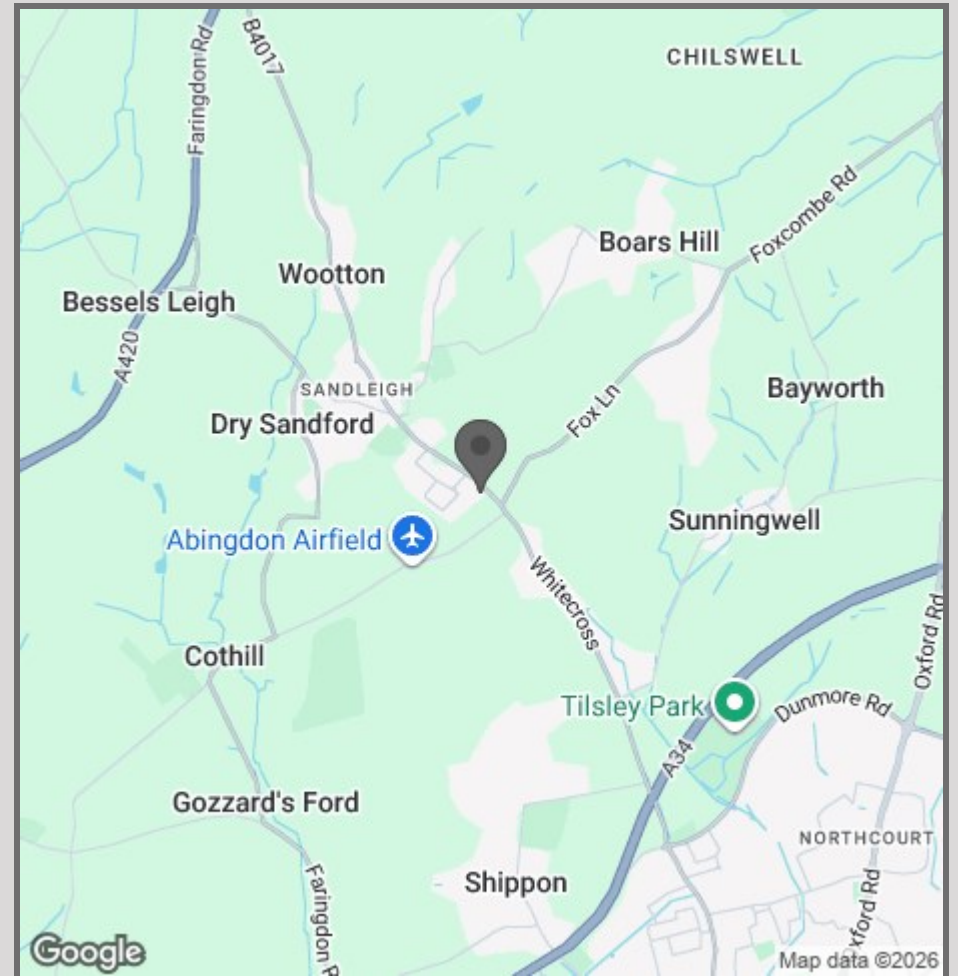 CHILSWELL
B4017
Faringdon Rd
Foxcombe Rd
Boars Hill
Wootton
Bessels Leigh
A420
SANDLEIGH
Bayworth
Fox Ln
Dry Sandford
Sunningwell
Abingdon Airfield
Whitecross
Oxford Rd
Cothill
Tilsley Park
Dunmore Rd
A34
Gozzard's Ford
NORTHCOURT
Shippon
Faringdon R
xford Rd
Google
Map data ©2026